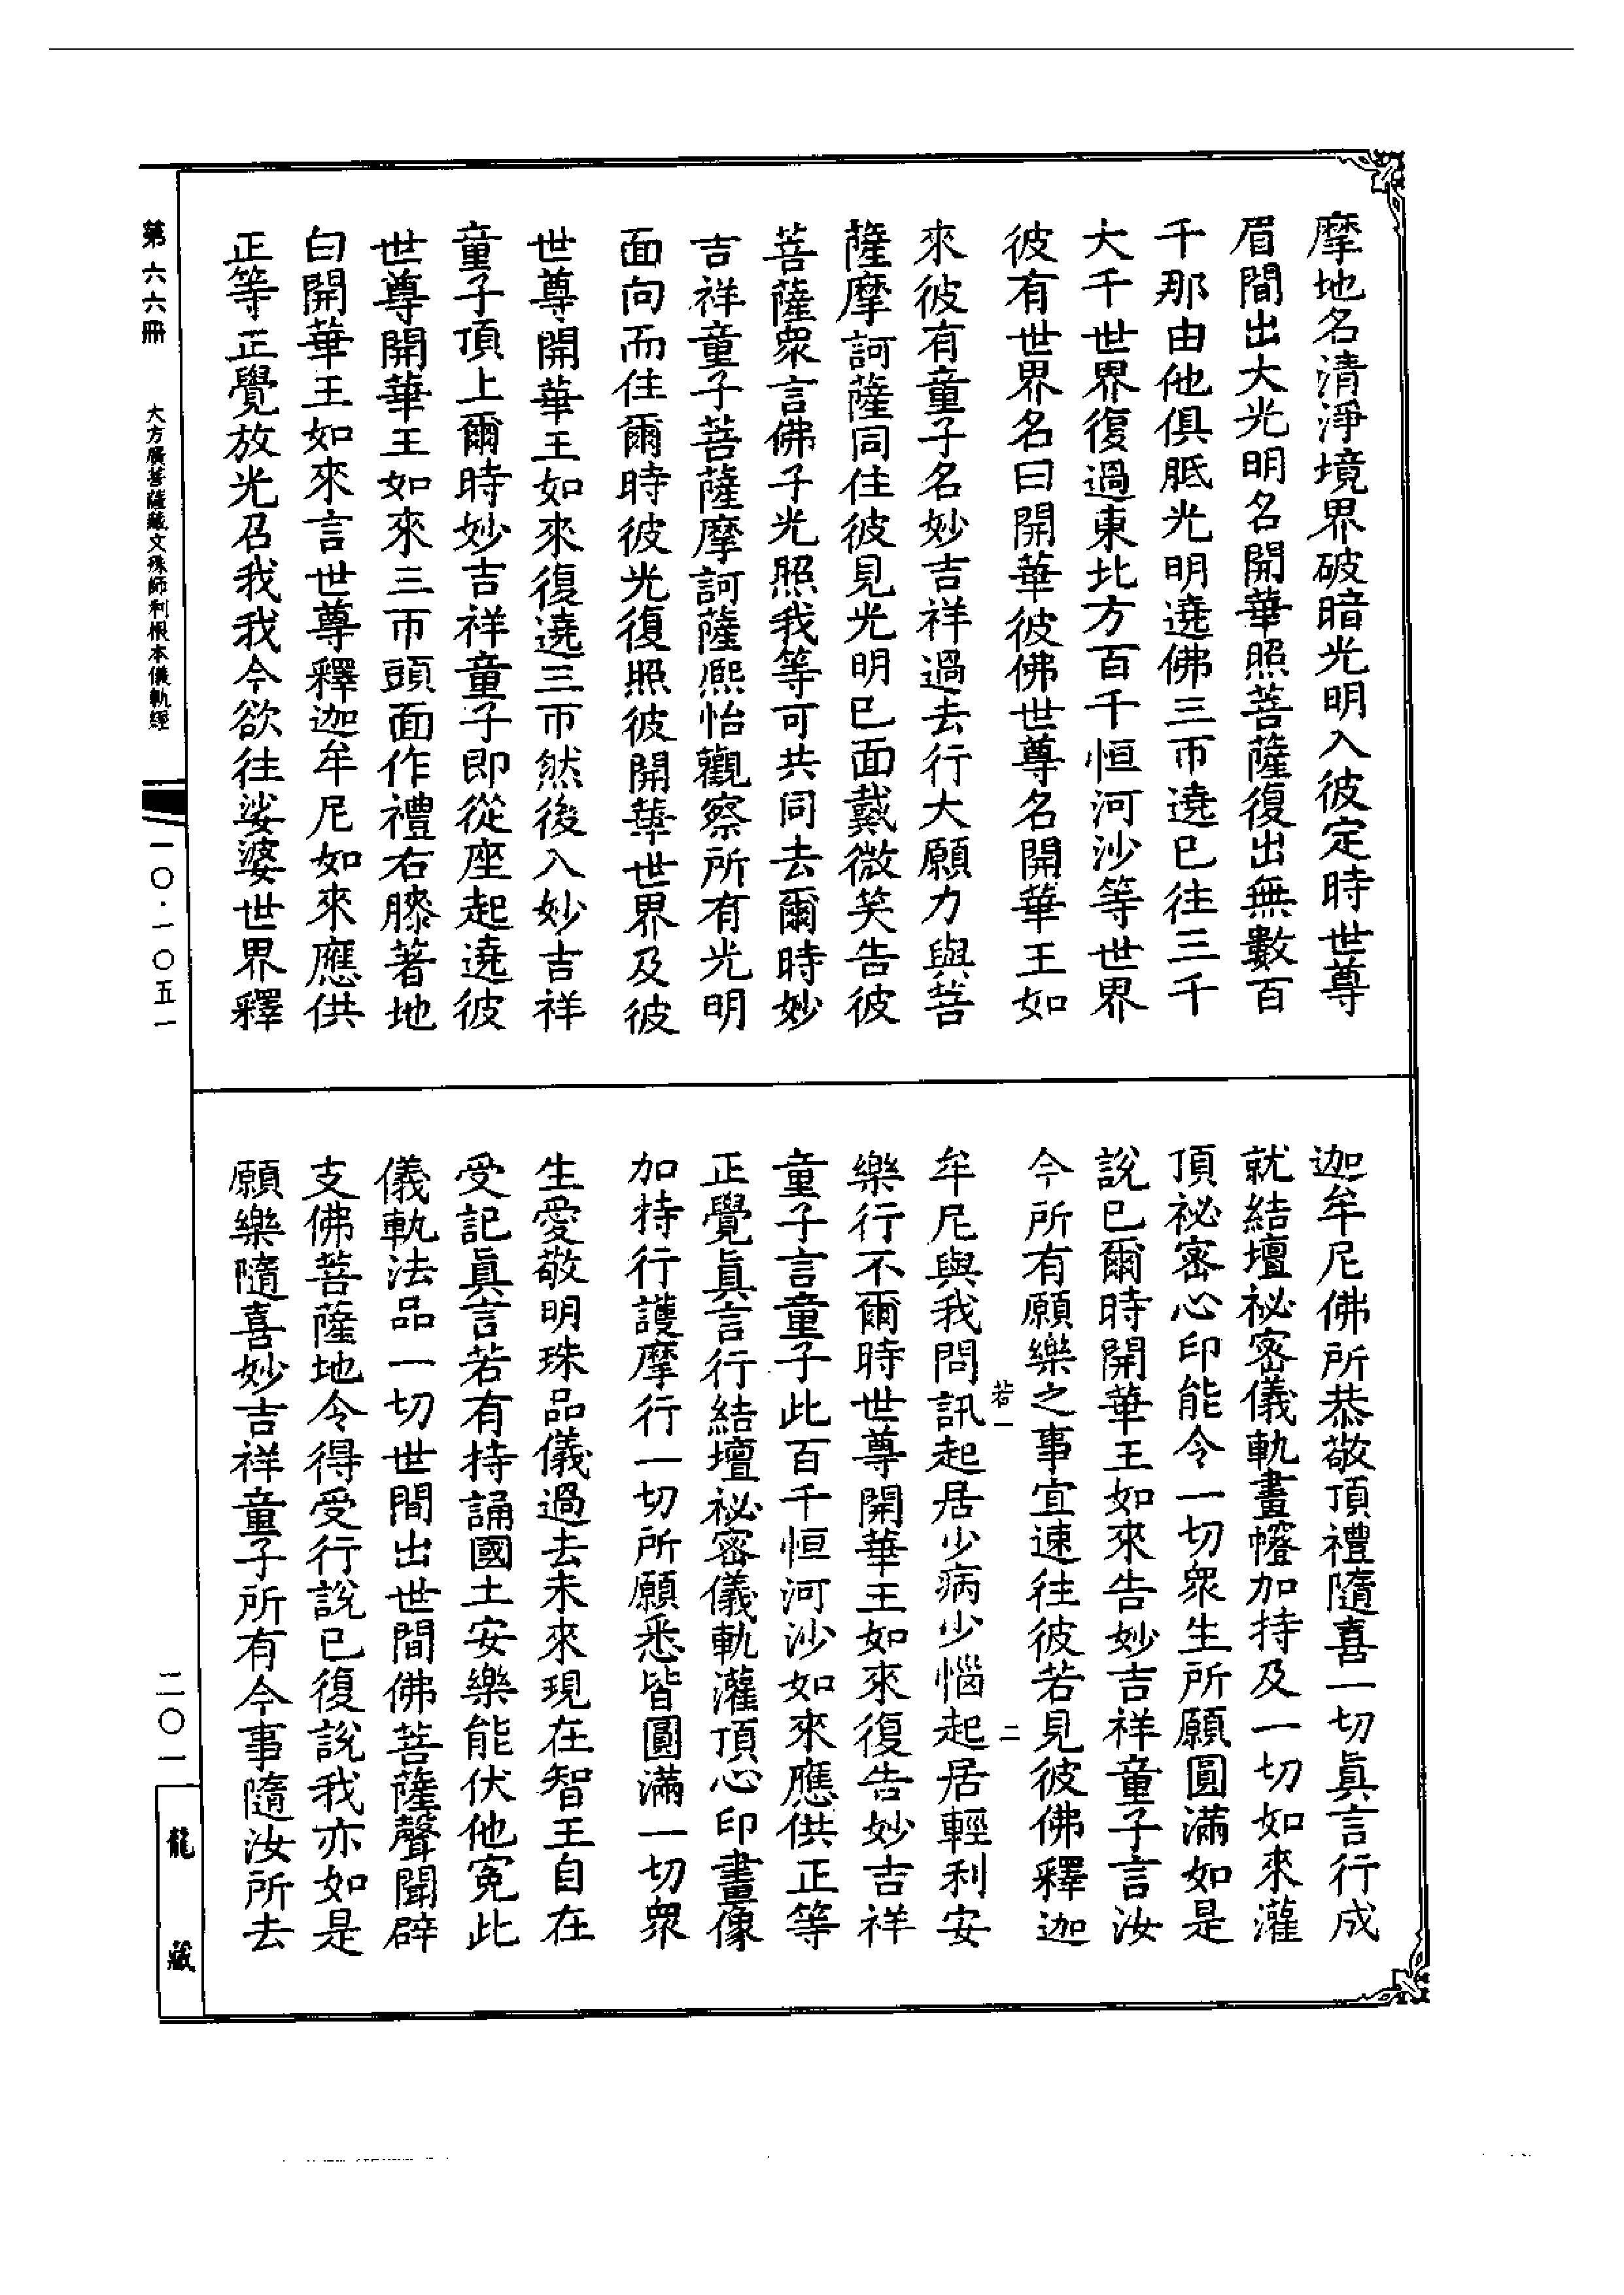 摩地名清淨境界破暗光明入彼定時世尊
眉間出大光明名開華照菩薩復出無數百
千那由他俱胝光明遶佛三帀遶已往三千
大千世界復過東北方百千恒河沙等世界
彼有世界名曰開華彼佛世尊名開華王如
來彼有童子名妙吉祥過去行大願力與菩
薩摩訶薩同住彼見光明已面戴微笑告彼
菩薩衆言佛子光照我等可共同去爾時妙
吉祥童子菩薩摩訶薩熈怡觀察所有光明
面向而住爾時彼光復照彼開華世界及彼
世尊開華王如來復遶三帀然後入妙吉祥
童子頂上爾時妙吉祥童子即從座起遶彼
世尊開華王如來三帀頭面作禮右膝著地
白開華王如來言世尊釋迦牟尼如來應供
正等正覺放光召我我今欲往娑婆世界釋
迦牟尼佛所恭敬頂禮隨喜一切眞言行成
就結壇祕密儀軌畫幢加持及一切如來灌
頂祕密心印能令一切衆生所願圓滿如是
說已爾時開華王如來告妙吉祥童子言汝
今所有願樂之事宜速往彼若見彼佛釋迦
若一 二
牟尼與我問訊起居少病少惱起居輕利安
樂行不爾時世尊開華王如來復告妙吉祥
童子言童子此百千恒河沙如來應供正等
正覺眞言行結壇祕密儀軌灌頂心印畫像
加持行護摩行一切所願悉皆圓滿一切衆
生愛敬明珠品儀過去未來現在智王自在
受記眞言若有持誦國土安樂能伏他冤此
儀軌法品一切世間出世間佛菩薩聲聞辟
支佛菩薩地令得受行說已復說我亦如是
願樂隨喜妙吉祥童子所有今事隨汝所去
第六六冊 大方廣菩薩藏文殊師利根本儀軌經 一〇·一〇五一
二〇一
龍藏